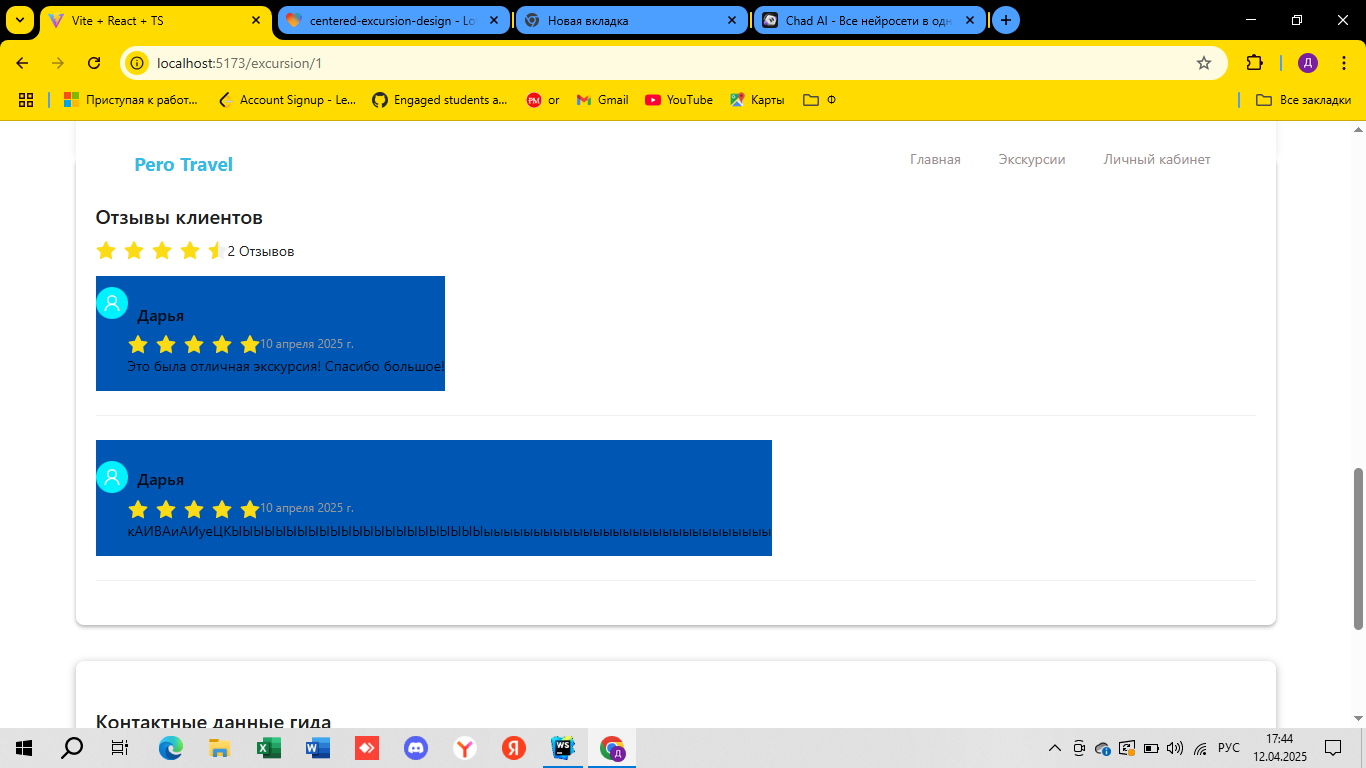 Vite + React + TS
centered-excursion-design - Lo
Новая вкладка
Chad AI - Все нейросети в одн
localhost:5173/excursion/1
Д
Приступая к работ...
Account Signup - Le...
Engaged students a...
PM or
Gmail
YouTube
Карты
Ф
Все закладки
Pero Travel
Главная
Экскурсии
Личный кабинет
Отзывы клиентов
2 Отзывов
Дарья
10 апреля 2025 г.
Это была отличная экскурсия! Спасибо большое!
Дарья
10 апреля 2025 г.
Контактные данные гида
РУС
17:44
12.04.2025